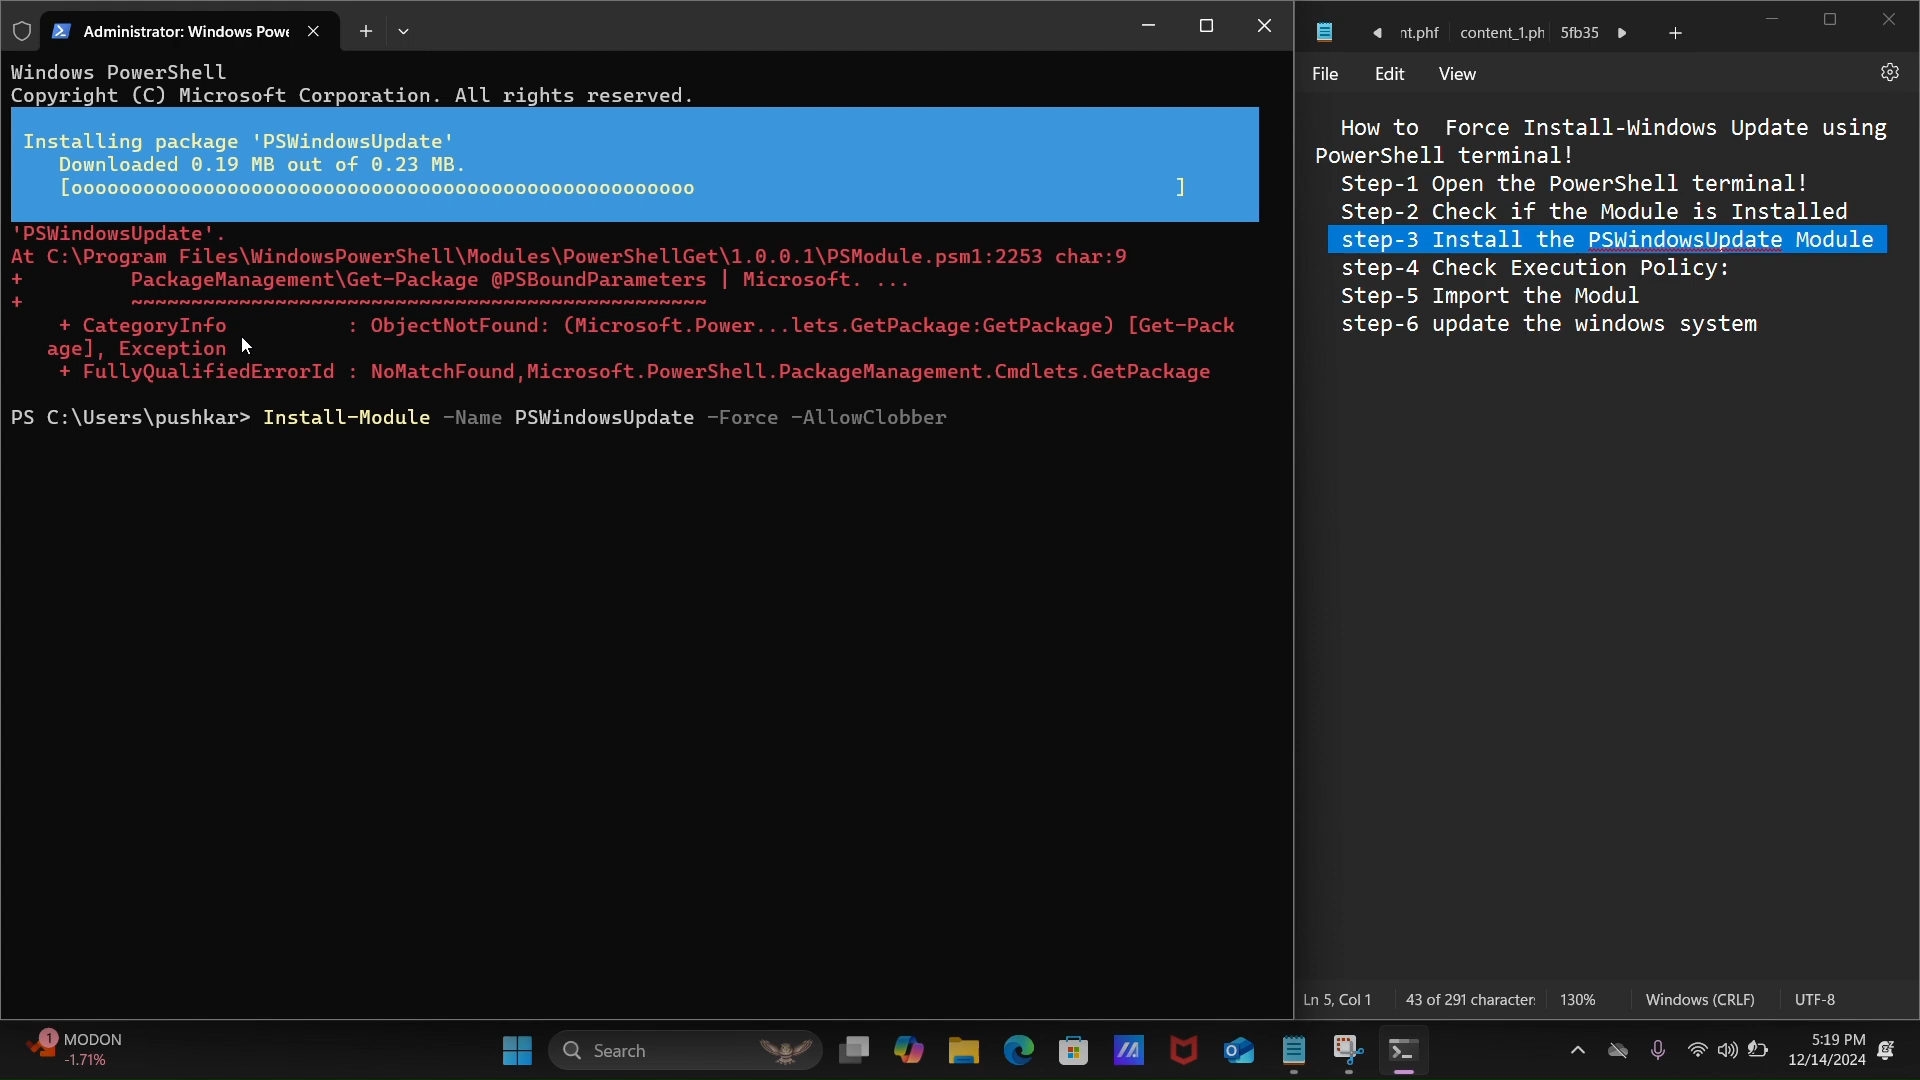 Administrator: Windows Powe
Windows PowerShell
Copyright (C) Microsoft Corporation. All rights reserved.
Installing package 'PSWindowsUpdate'
Downloaded 0.19 MB out of 0.23 MB.
[oooooooooooooooooooooooooooooooooooooooooooooooooooo ]
'PSWindowsUpdate'.
At C:\Program Files\WindowsPowerShell\Modules\PowerShellGet\1.0.0.1\PSModule.psm1:2253 char:9
+ PackageManagement\Get-Package @PSBoundParameters | Microsoft. ...
+ ~~~~~~~~~~~~~~~~~~~~~~~~~~~~~~~~~~~~~~~~~~~~~~~~
+ CategoryInfo : ObjectNotFound: (Microsoft.Power...lets.GetPackage:GetPackage) [Get-Pack
age], Exception
+ FullyQualifiedErrorId : NoMatchFound,Microsoft.PowerShell.PackageManagement.Cmdlets.GetPackage
PS C:\Users\pushkar> Install-Module -Name PSWindowsUpdate -Force -AllowClobber
nt.phf content_1.ph 5fb35
File Edit View
How to Force Install-Windows Update using
PowerShell terminal!
Step-1 Open the PowerShell terminal!
Step-2 Check if the Module is Installed
step-3 Install the PSWindowsUpdate Module
step-4 Check Execution Policy:
Step-5 Import the Modul
step-6 update the windows system
Ln 5, Col 1 43 of 291 character 130% Windows (CRLF) UTF-8
1
MODON
-1.71%
Search
5:19 PM
12/14/2024